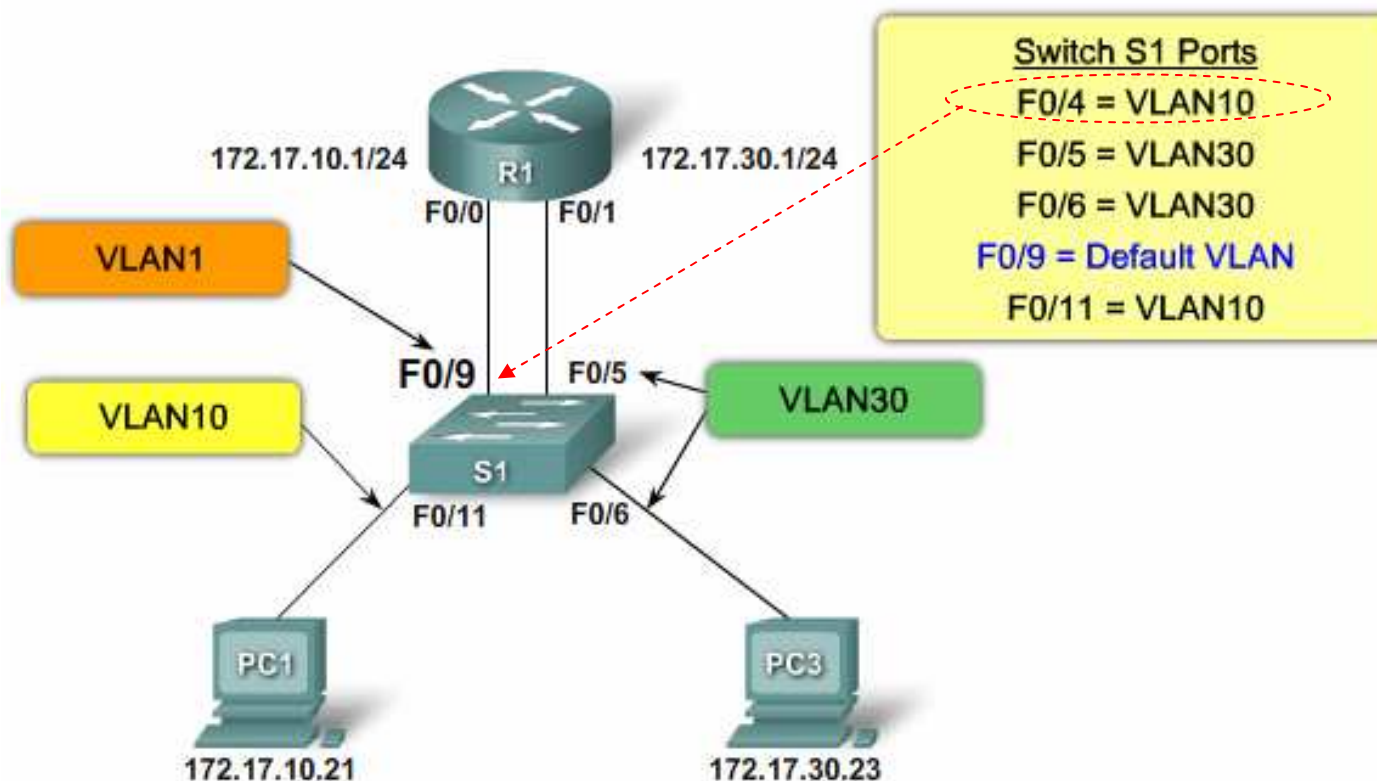 Switch S1 Ports
F0/4 = VLAN10
F0/5 = VLAN30
F0/6 = VLAN30
F0/9 = Default VLAN
F0/11 = VLAN10
172.17.10.1/24
R1
172.17.30.1/24
F0/0
F0/1
VLAN1
F0/9
F0/5
VLAN10
VLAN30
S1
F0/11
F0/6
PC1
PC3
172.17.10.21
172.17.30.23